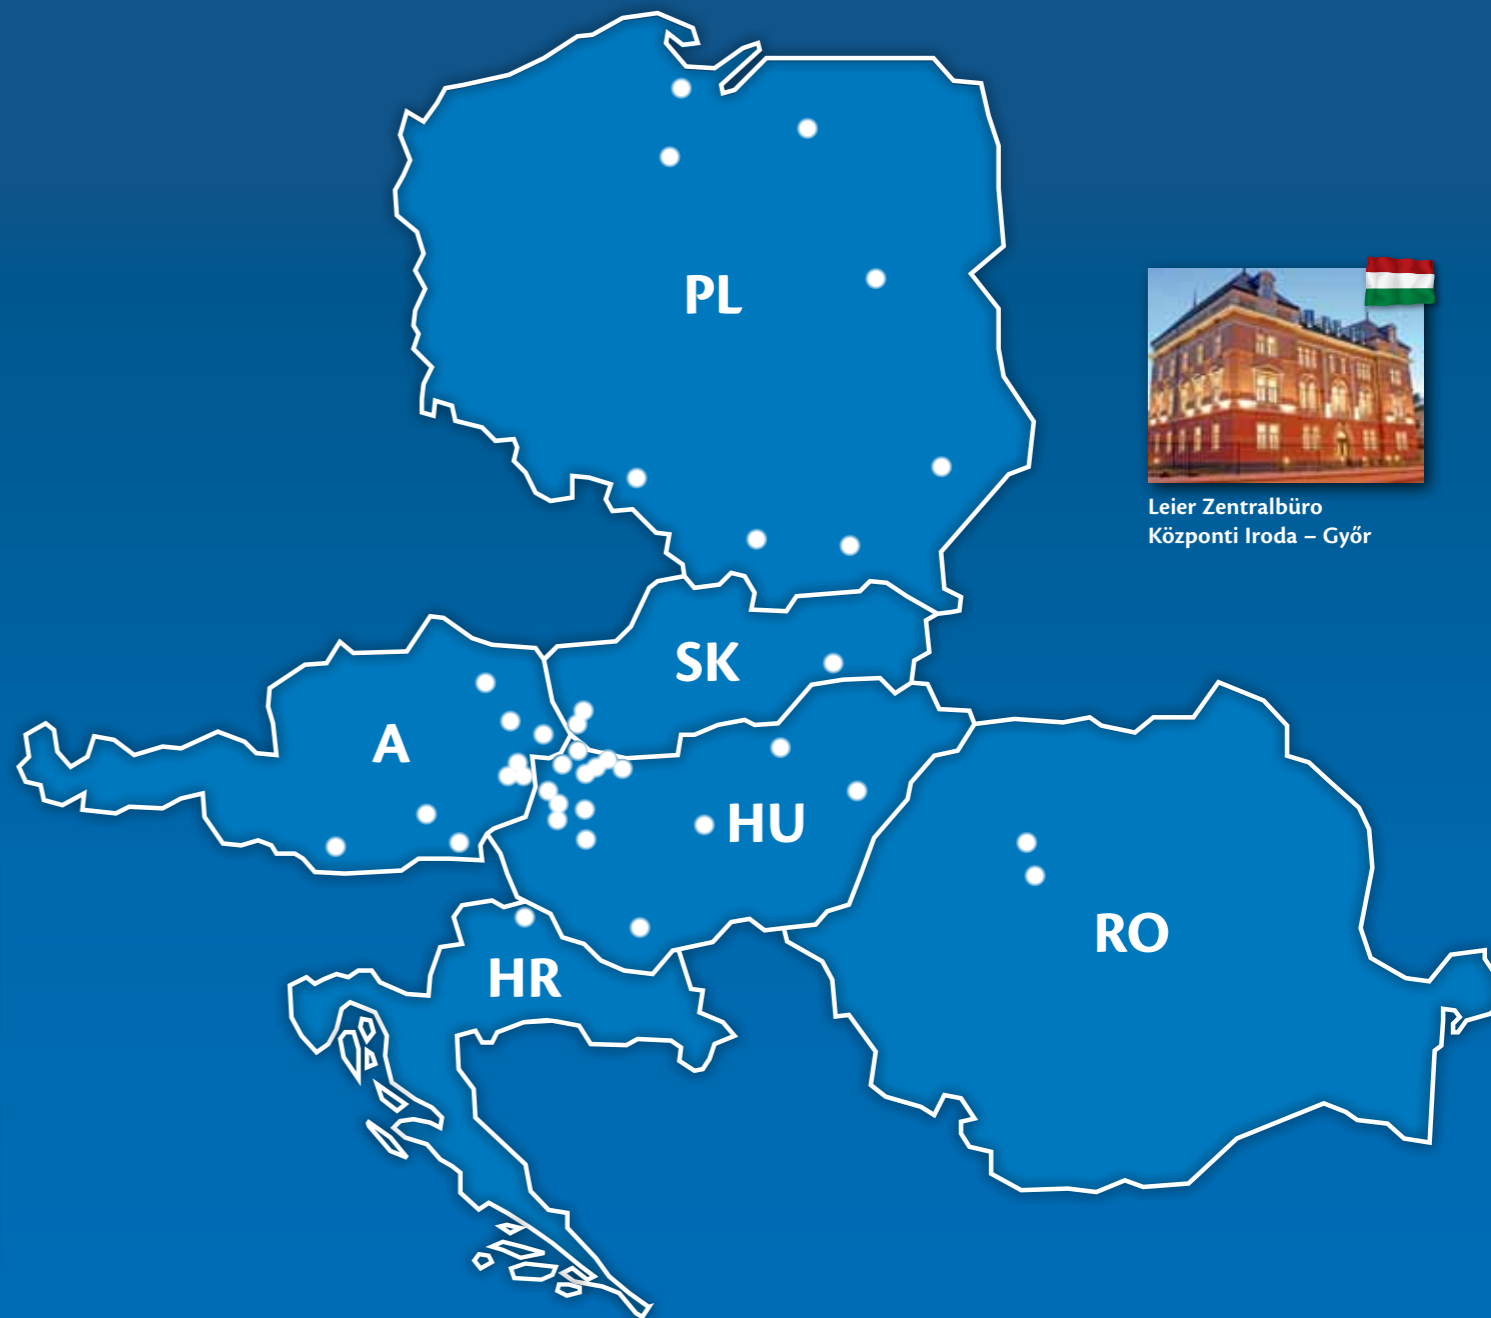 PL
Leier Zentralbüro
Központi Iroda – Győr
SK
A
HU
RO
HR